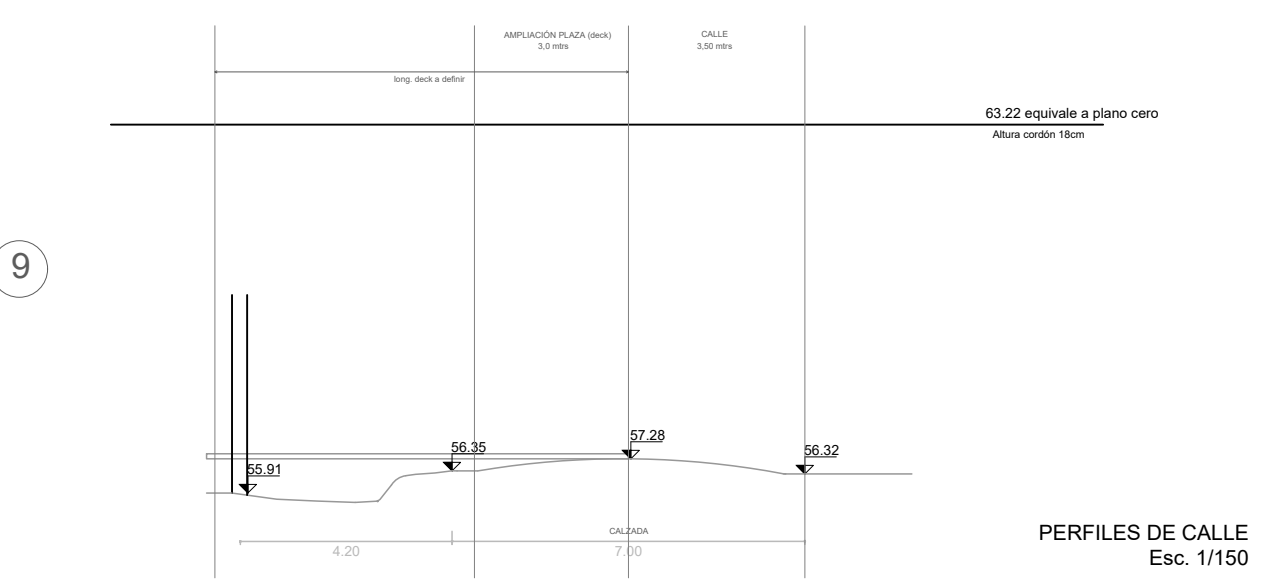 AMPLIACIÓN PLAZA (deck)
3,0 mtrs
CALLE
3,50 mtrs
long. deck a definir
63.22 equivale a plano cero
Altura cordón 18cm
9
57.28
56.35
56.32
55.91
CALZADA
4.20
7.00
PERFILES DE CALLE
Esc. 1/150